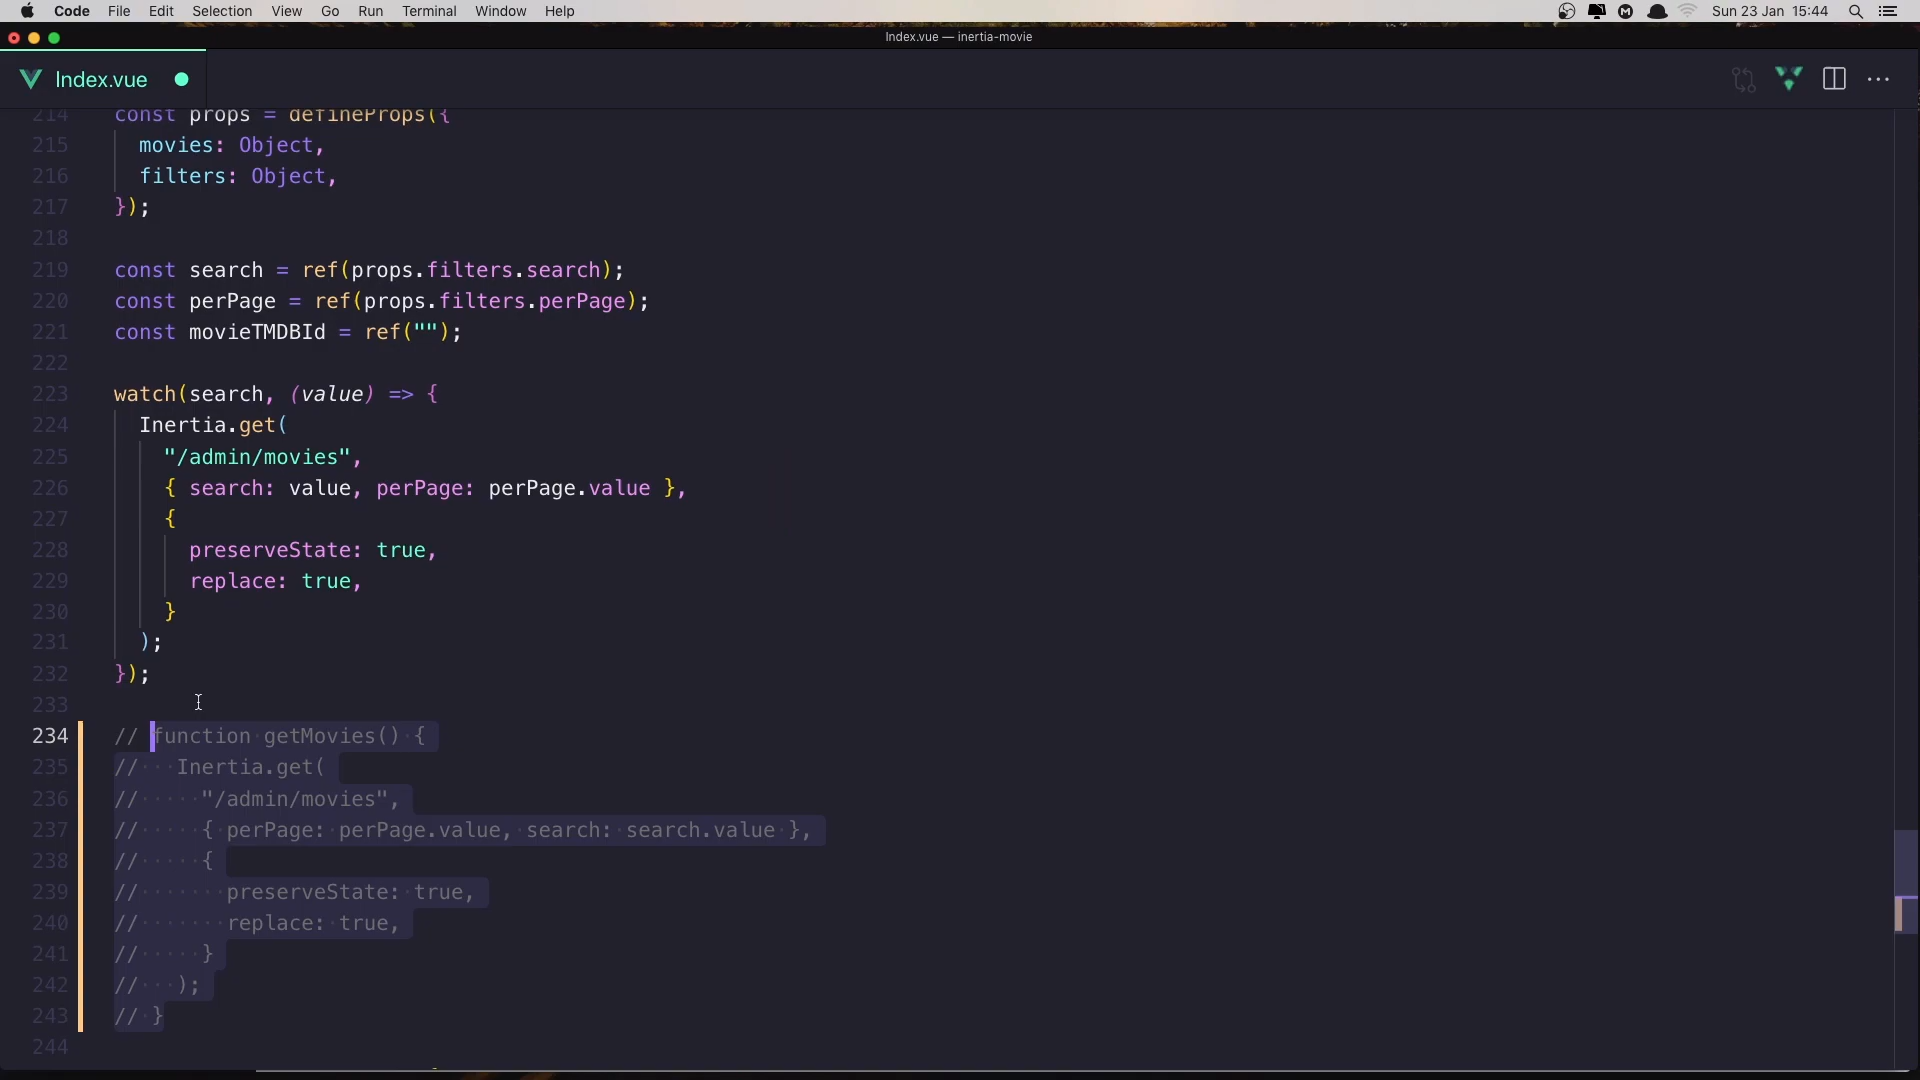 Code File Edit Selection View Go Run Terminal Window Help Sun 23 Jan 15:44
Index.vue — inertia-movie
Index.vue
214 const props = defineProps({
215 movies: Object,
216 filters: Object,
217 });
218
219 const search = ref(props.filters.search);
220 const perPage = ref(props.filters.perPage);
221 const movieTMDBId = ref("");
222
223 watch(search, (value) => {
224 Inertia.get(
225 "/admin/movies",
226 { search: value, perPage: perPage.value },
227 {
228 preserveState: true,
229 replace: true,
230 }
231 );
232 });
233
234 // function getMovies() {
235 // Inertia.get(
236 // "/admin/movies",
237 // { perPage: perPage.value, search: search.value },
238 // {
239 // preserveState: true,
240 // replace: true,
241 // }
242 // );
243 // }
244